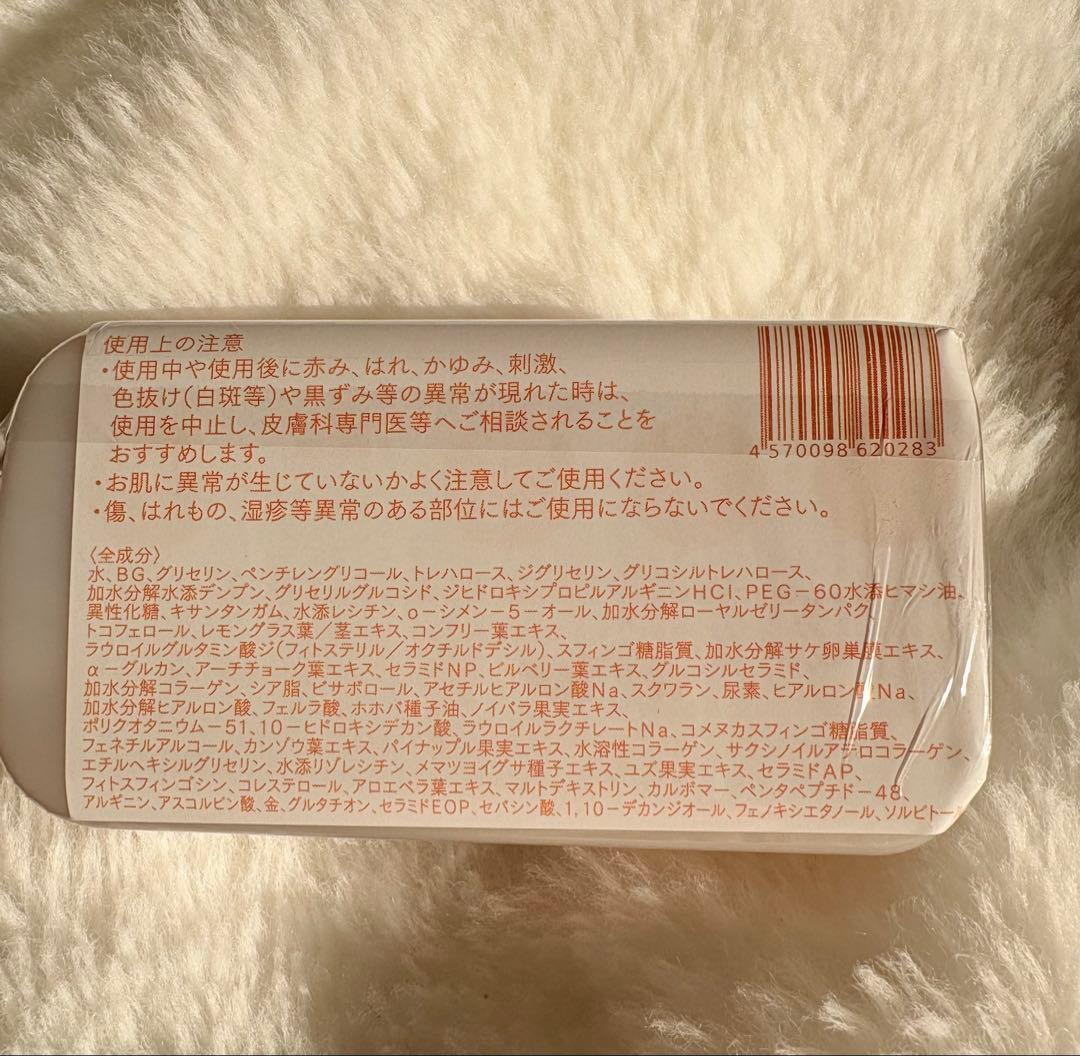 使用上の注意
・使用中や使用後に赤み、はれ、かゆみ、刺激、
色抜け(白斑等)や黒ずみ等の異常が現れた時は、
使用を中止し、皮膚科専門医等へご相談されることを
おすすめします。
・お肌に異常が生じていないかよく注意してご使用ください。
・傷、はれもの、湿疹等異常のある部位にはご使用にならないでください。
4 570098 620283
〈全成分〉
水、BG、グリセリン、ペンチレングリコール、トレハロース、ジグリセリン、グリコシルトレハロース、
加水分解水添デンプン、グリセリルグルコシド、ジヒドロキシプロピルアルギニンHCl、PEG-60水添ヒマシ油、
異性化糖、キサンタンガム、水添レシチン、o-シメン-5-オール、加水分解ローヤルゼリータンパク、
トコフェロール、レモングラス葉/茎エキス、コンフリー葉エキス、
ラウロイルグルタミン酸ジ(フィトステリル/オクチルドデシル)、スフィンゴ糖脂質、加水分解サケ卵巣膜エキス、
α-グルカン、アーチチョーク葉エキス、セラミドNP、ビルベリー葉エキス、グルコシルセラミド、
加水分解コラーゲン、シア脂、ビサボロール、アセチルヒアルロン酸Na、スクワラン、尿素、ヒアルロン酸Na、
加水分解ヒアルロン酸、フェルラ酸、ホホバ種子油、ノイバラ果実エキス、
ポリクオタニウム-51、10-ヒドロキシデカン酸、ラウロイルラクチレートNa、コメヌカスフィンゴ糖脂質、
フェネチルアルコール、カンゾウ葉エキス、パイナップル果実エキス、水溶性コラーゲン、サクシノイルアテロコラーゲン、
エチルヘキシルグリセリン、水添リゾレシチン、メマツヨイグサ種子エキス、ユズ果実エキス、セラミドAP、
フィトスフィンゴシン、コレステロール、アロエベラ葉エキス、マルトデキストリン、カルボマー、ペンタペプチド-48、
アルギニン、アスコルビン酸、金、グルタチオン、セラミドEOP、セバシン酸、1,10-デカンジオール、フェノキシエタノール、ソルビトール